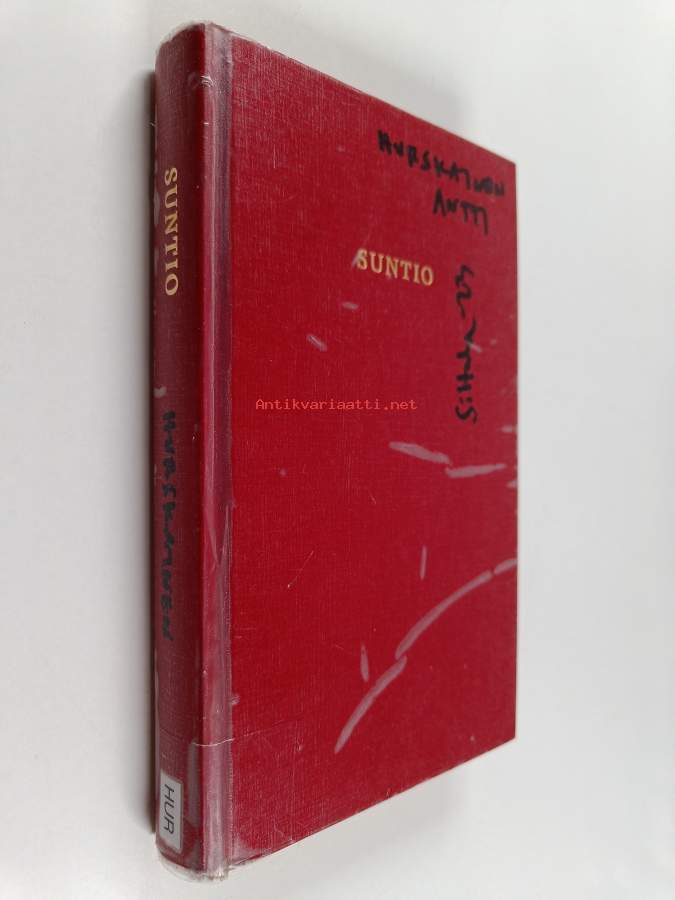 SUNTIO
HURSKAINEN
HUR
HURSKAINEN
ANTTI
SUNTIO
Antikvariaatti.net